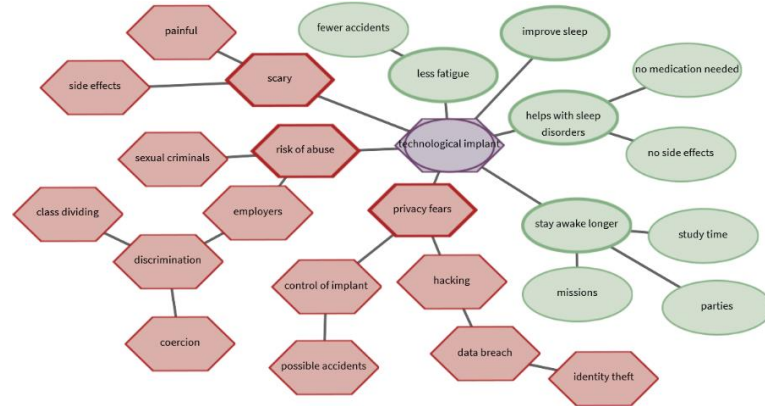 painful
fewer accidents
improve sleep
scary
less fatigue
no medication needed
side effects
helps with sleep
disorders
technological implant
sexual criminals
risk of abuse
no side effects
class dividing
employers
privacy fears
stay awake longer
study time
discrimination
control of implant
hacking
missions
parties
coercion
possible accidents
data breach
identity theft